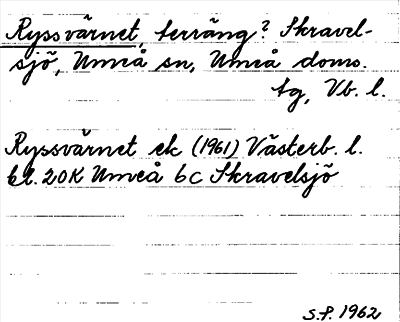 Ryssvärnet, terräng? Skravel-
sjö, Umeå sn, Umeå doms.
tg, Vb. l.
Ryssvärnet ek (1961) Västerb. l.
bl. 20K Umeå 6c Skravelsjö
S.P. 1962